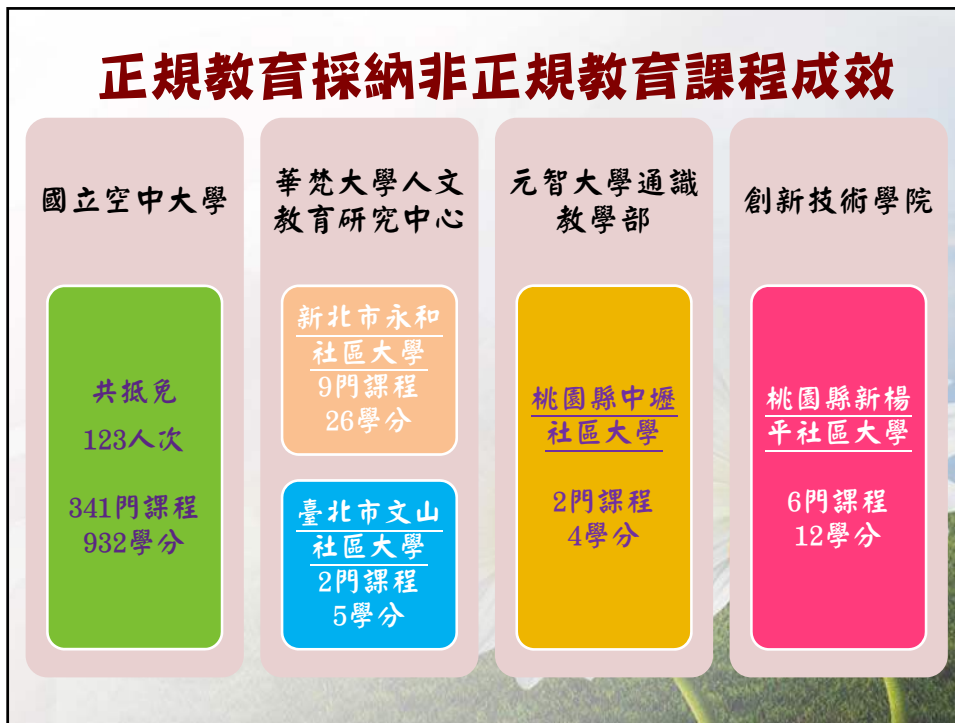 正規教育採納非正規教育課程成效
國立空中大學
共抵免
123人次
341門課程
932學分
華梵大學人文
教育研究中心
新北市永和
社區大學
9門課程
26學分
臺北市文山
社區大學
2門課程
5學分
元智大學通識
教學部
桃園縣中壢
社區大學
2門課程
4學分
創新技術學院
桃園縣新楊
平社區大學
6門課程
12學分